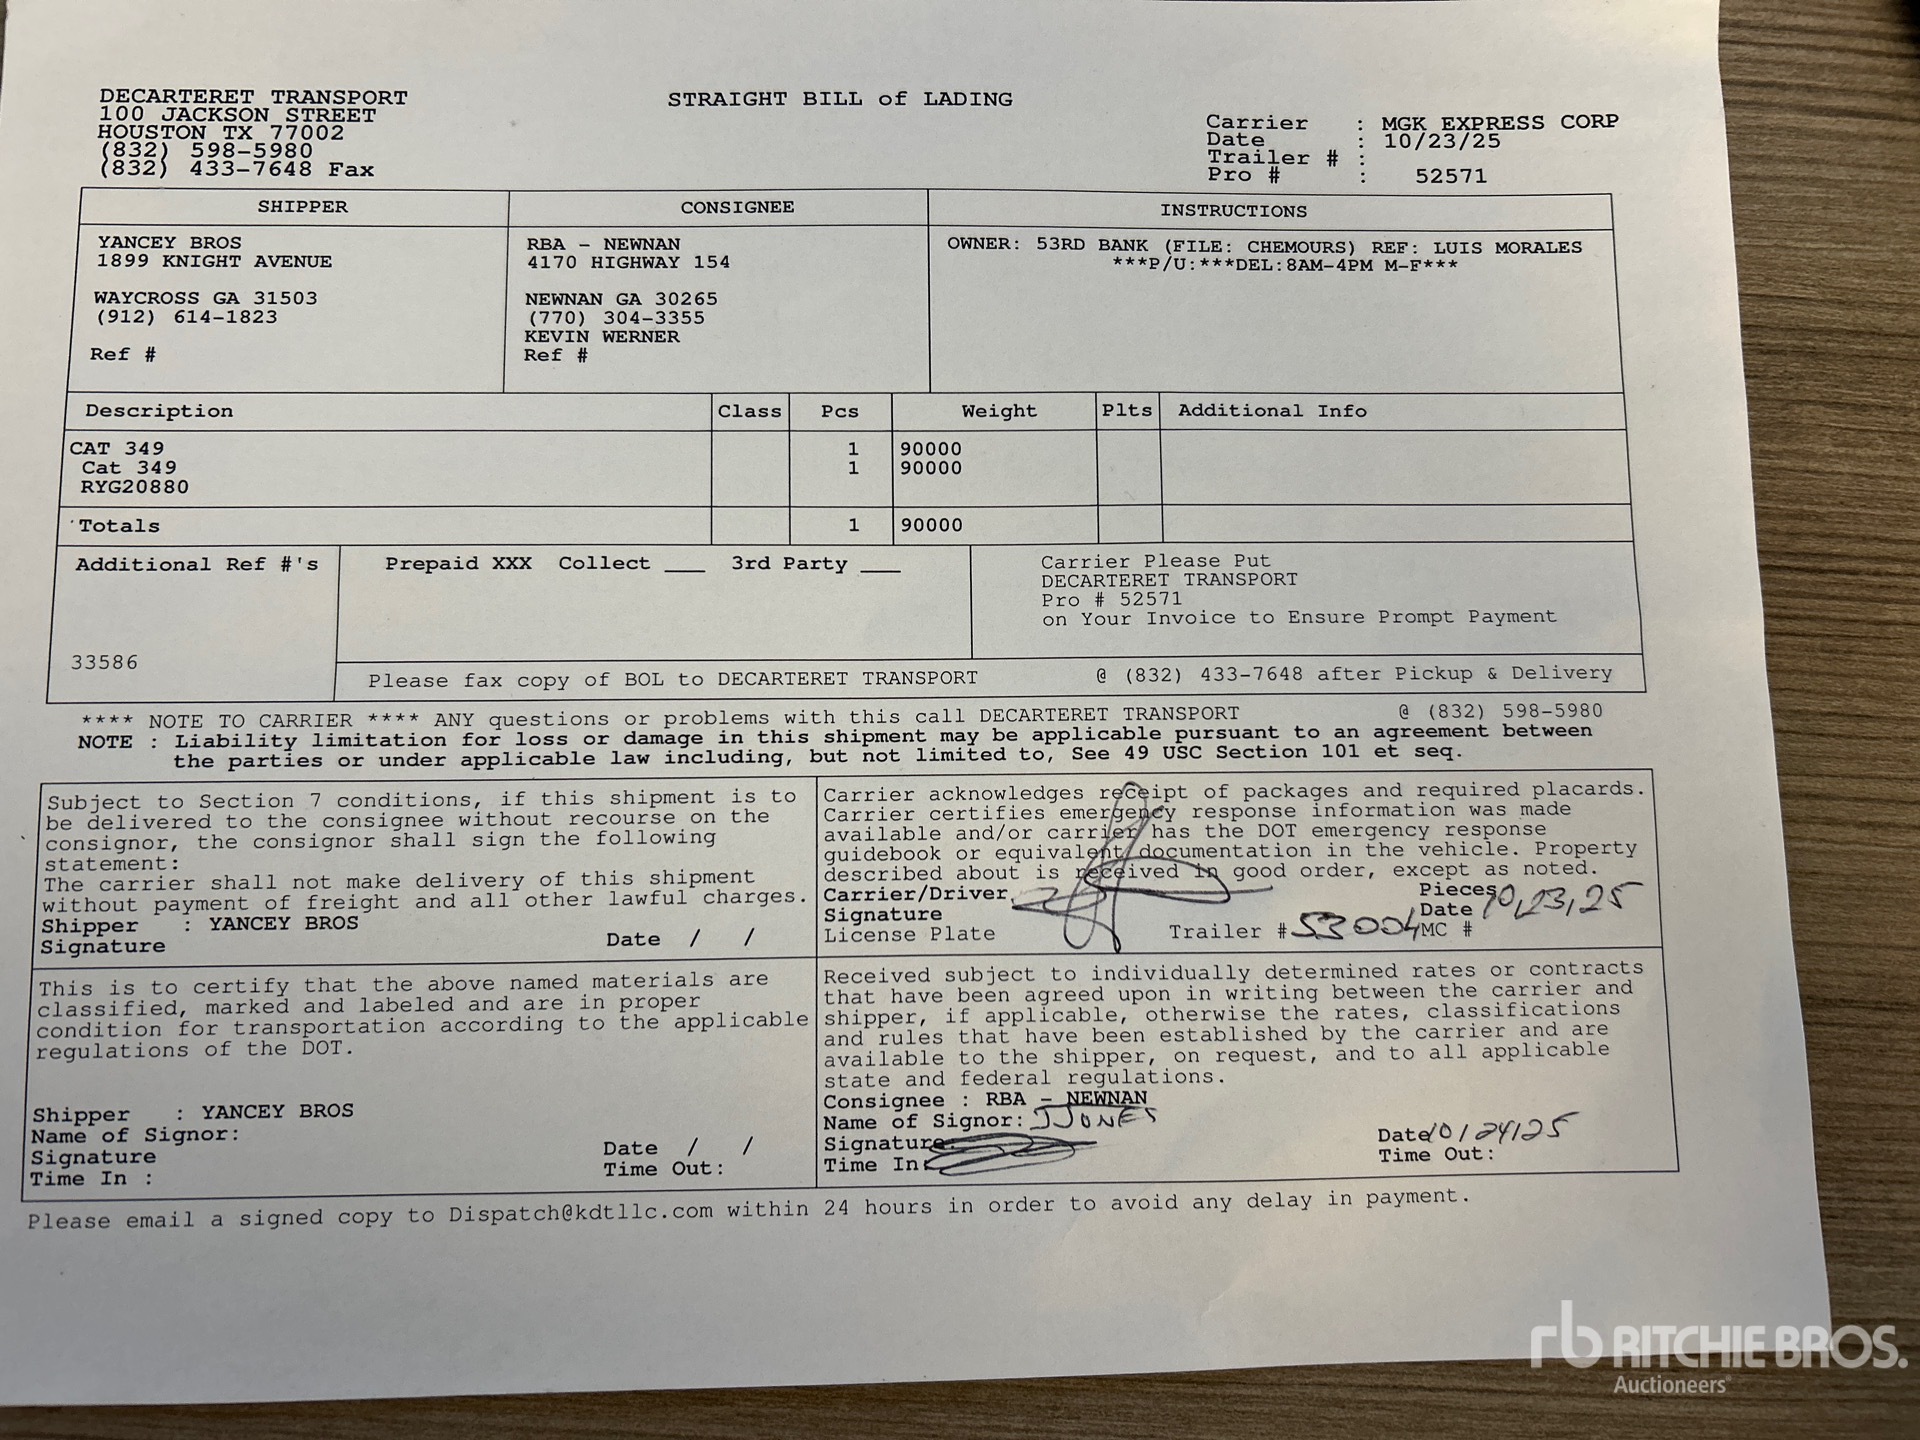 DECARTERET TRANSPORT
100 JACKSON STREET
HOUSTON TX 77002
(832) 598-5980
(832) 433-7648 Fax
STRAIGHT BILL of LADING
Carrier : MGK EXPRESS CORP
Date : 10/23/25
Trailer # :
Pro # : 52571
SHIPPER
YANCEY BROS
1899 KNIGHT AVENUE
WAYCROSS GA 31503
(912) 614-1823
Ref #
CONSIGNEE
RBA - NEWNAN
4170 HIGHWAY 154
NEWNAN GA 30265
(770) 304-3355
KEVIN WERNER
Ref #
INSTRUCTIONS
OWNER: 53RD BANK (FILE: CHEMOURS) REF: LUIS MORALES
***P/U:***DEL:8AM-4PM M-F***
Description Class Pcs Weight Plts Additional Info
CAT 349 1 90000
Cat 349 1 90000
RYG20880
Totals 1 90000
Additional Ref #'s
33586
Prepaid XXX Collect ___ 3rd Party ___
Carrier Please Put
DECARTERET TRANSPORT
Pro # 52571
on Your Invoice to Ensure Prompt Payment
Please fax copy of BOL to DECARTERET TRANSPORT @ (832) 433-7648 after Pickup & Delivery
**** NOTE TO CARRIER **** ANY questions or problems with this call DECARTERET TRANSPORT @ (832) 598-5980
NOTE : Liability limitation for loss or damage in this shipment may be applicable pursuant to an agreement between
the parties or under applicable law including, but not limited to, See 49 USC Section 101 et seq.
Subject to Section 7 conditions, if this shipment is to
be delivered to the consignee without recourse on the
consignor, the consignor shall sign the following
statement:
The carrier shall not make delivery of this shipment
without payment of freight and all other lawful charges.
Shipper : YANCEY BROS
Signature Date / /
Carrier acknowledges receipt of packages and required placards.
Carrier certifies emergency response information was made
available and/or carrier has the DOT emergency response
guidebook or equivalent documentation in the vehicle. Property
described about is received in good order, except as noted.
Carrier/Driver Pieces
Signature Date 10,23,25
License Plate Trailer # 53004 MC #
This is to certify that the above named materials are
classified, marked and labeled and are in proper
condition for transportation according to the applicable
regulations of the DOT.
Shipper : YANCEY BROS
Name of Signor:
Signature Date / /
Time In : Time Out:
Received subject to individually determined rates or contracts
that have been agreed upon in writing between the carrier and
shipper, if applicable, otherwise the rates, classifications
and rules that have been established by the carrier and are
available to the shipper, on request, and to all applicable
state and federal regulations.
Consignee : RBA - NEWNAN
Name of Signor: JJONES
Signature: Date 10/24/25
Time In: Time Out:
Please email a signed copy to Dispatch@kdtllc.com within 24 hours in order to avoid any delay in payment.
rb RITCHIE BROS.
Auctioneers